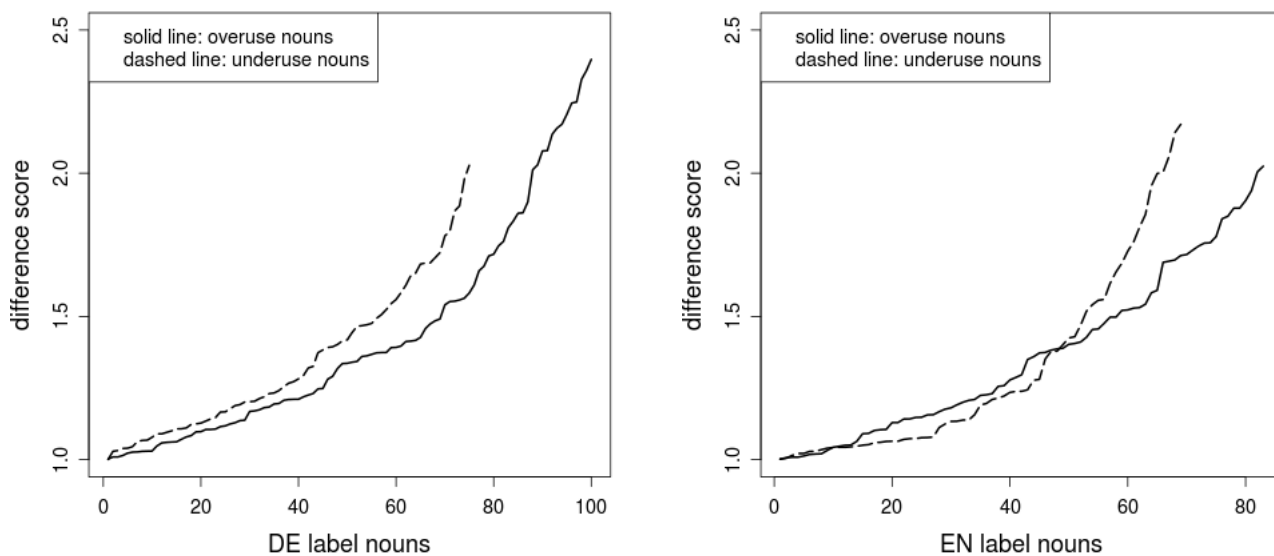 solid line: overuse nouns
dashed line: underuse nouns
2.5
2.0
1.5
1.0
difference score
0 20 40 60 80 100
DE label nouns
solid line: overuse nouns
dashed line: underuse nouns
2.5
2.0
1.5
1.0
difference score
0 20 40 60 80
EN label nouns